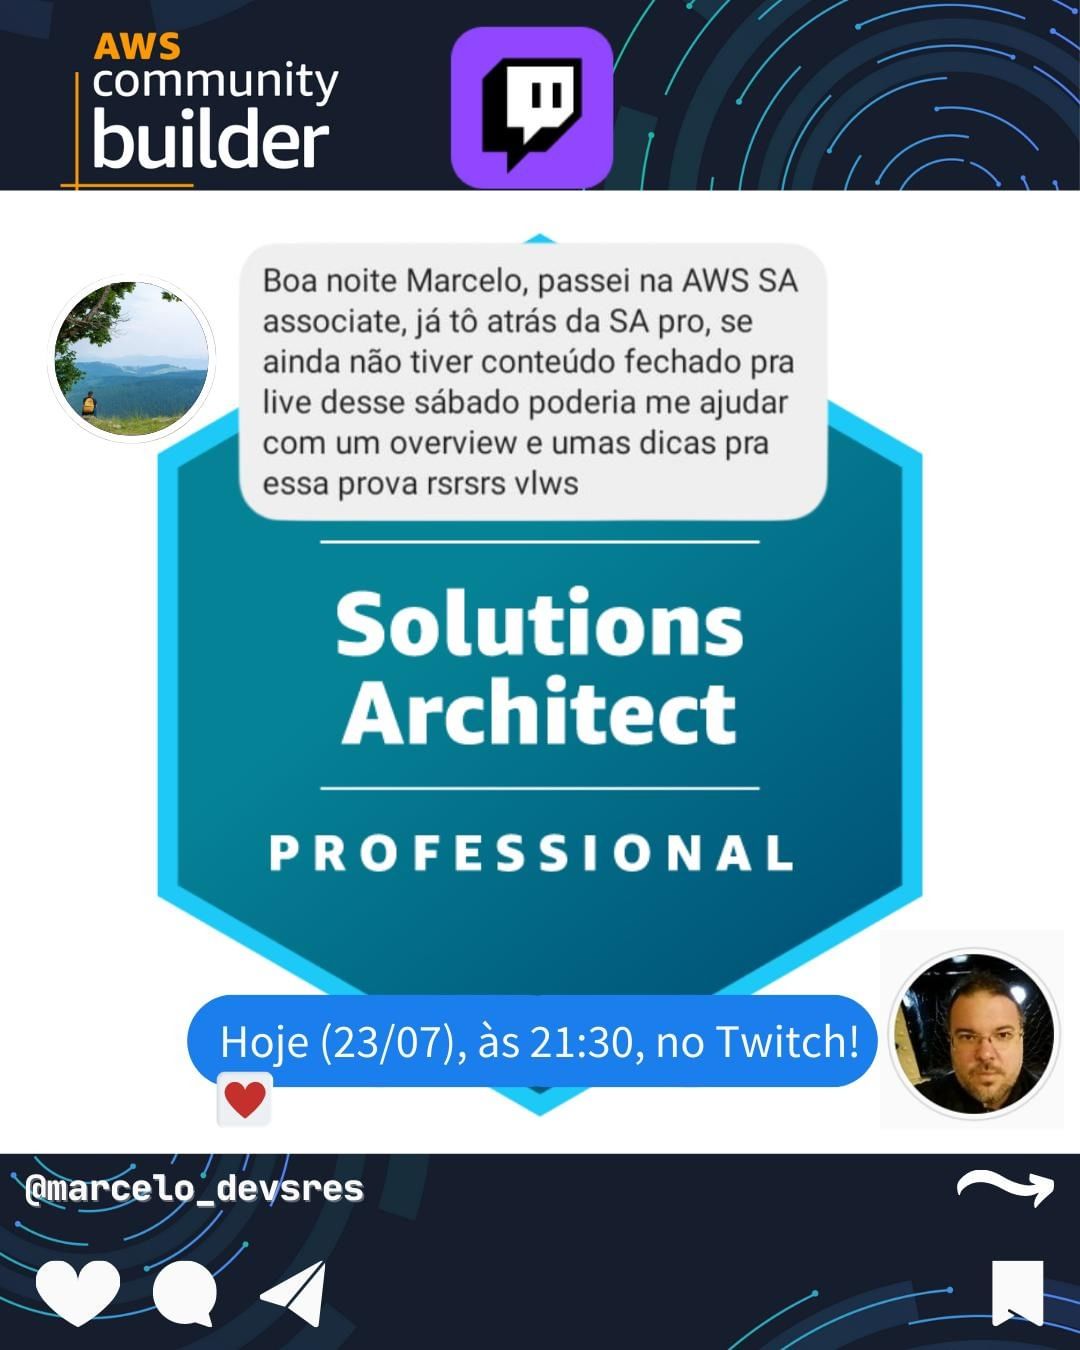 AWS
community
builder
Boa noite Marcelo, passei na AWS SA
associate, já tô atrás da SA pro, se
ainda não tiver conteúdo fechado pra
live desse sábado poderia me ajudar
com um overview e umas dicas pra
essa prova rsrsrs vlws
Solutions
Architect
PROFESSIONAL
Hoje (23/07), às 21:30, no Twitch!
@marcelo_devsres